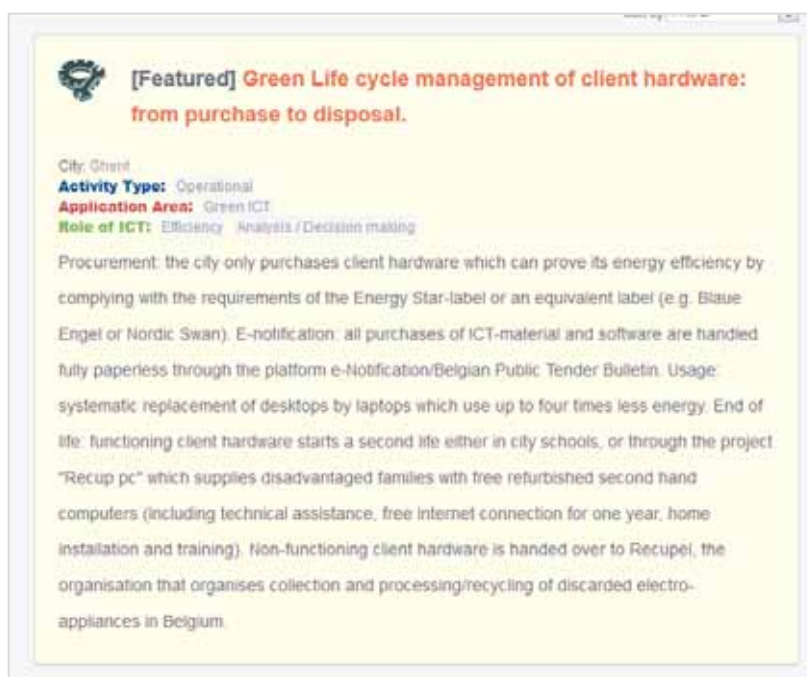 [Featured] Green Life cycle management of client hardware:
from purchase to disposal.
City: Ghent
Activity Type: Operational
Application Area: Green ICT
Role of ICT: Efficiency Analysis / Decision making
Procurement: the city only purchases client hardware which can prove its energy efficiency by
complying with the requirements of the Energy Star-label or an equivalent label (e.g. Blaue
Engel or Nordic Swan). E-notification: all purchases of ICT-material and software are handled
fully paperless through the platform e-Notification/Belgian Public Tender Bulletin. Usage:
systematic replacement of desktops by laptops which use up to four times less energy. End of
life: functioning client hardware starts a second life either in city schools, or through the project
"Recup pc" which supplies disadvantaged families with free refurbished second hand
computers (including technical assistance, free internet connection for one year, home
installation and training). Non-functioning client hardware is handed over to Recupel, the
organisation that organises collection and processing/recycling of discarded electro-
appliances in Belgium.